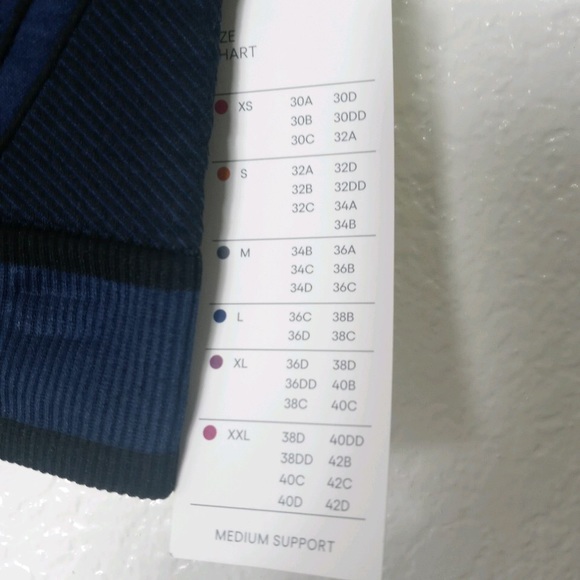 ZE
HART
XS 30A 30D
30B 30DD
30C 32A
S 32A 32D
32B 32DD
32C 34A
34B
M 34B 36A
34C 36B
34D 36C
L 36C 38B
36D 38C
XL 36D 38D
36DD 40B
38C 40C
XXL 38D 40DD
38DD 42B
40C 42C
40D 42D
MEDIUM SUPPORT